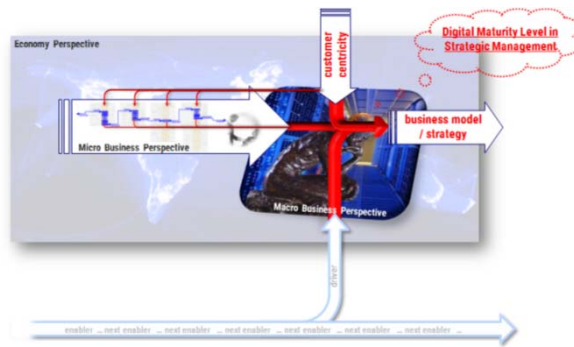 Economy Perspective
customer
centricity
Digital Maturity Level in
Strategic Management
business model
/ strategy
Micro Business Perspective
Macro Business Perspective
driver
enabler ... next enabler ... next enabler ... next enabler ... next enabler ... next enabler ... next enabler ...